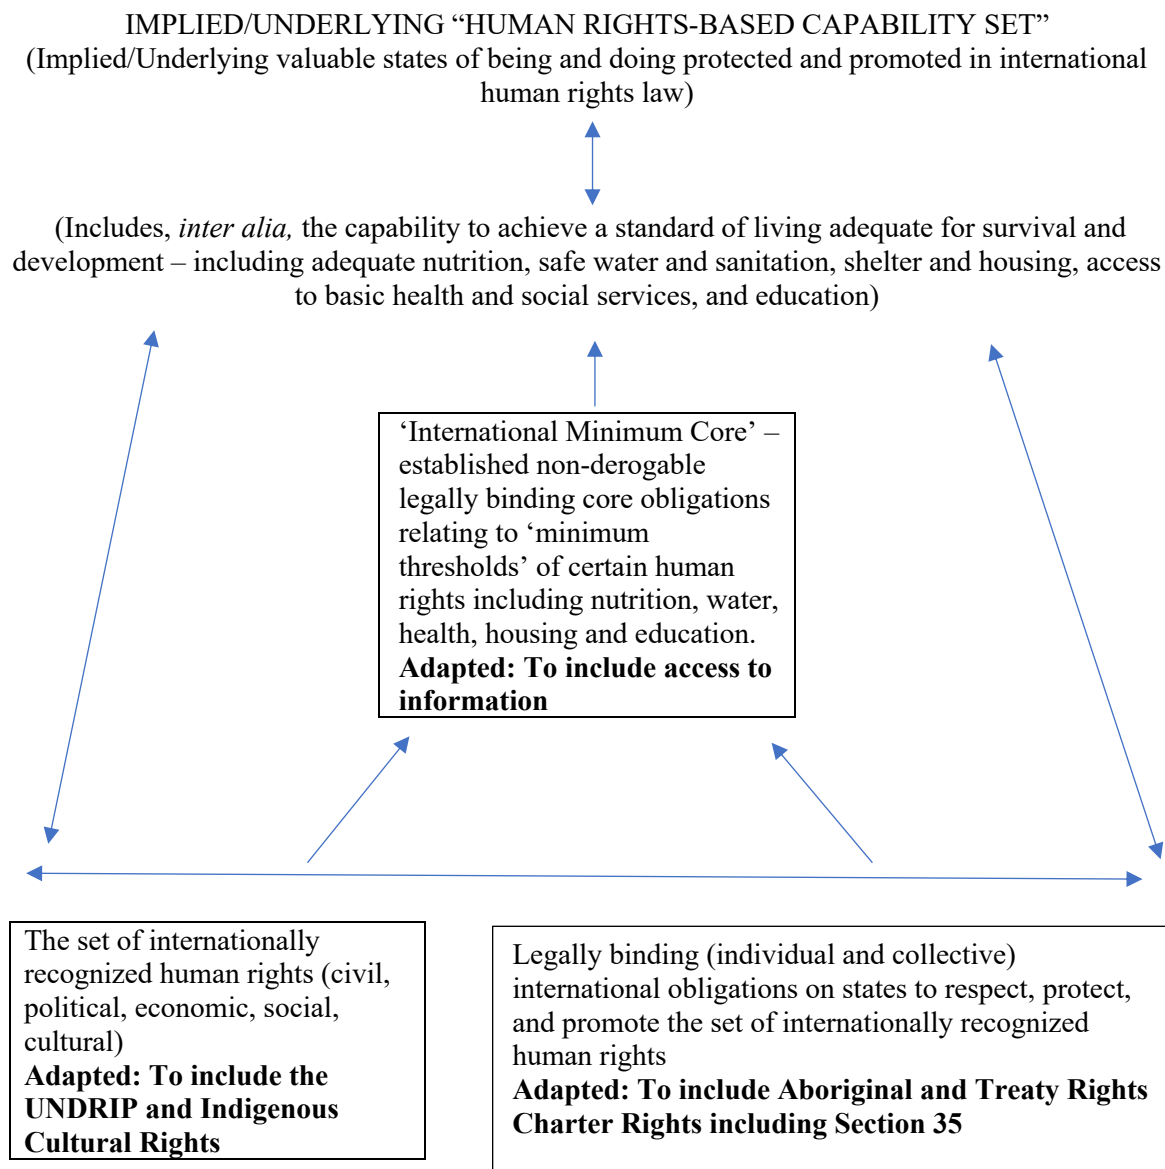 IMPLIED/UNDERLYING “HUMAN RIGHTS-BASED CAPABILITY SET”
(Implied/Underlying valuable states of being and doing protected and promoted in international
human rights law)
(Includes, inter alia, the capability to achieve a standard of living adequate for survival and
development – including adequate nutrition, safe water and sanitation, shelter and housing, access
to basic health and social services, and education)
‘International Minimum Core’ –
established non-derogable
legally binding core obligations
relating to ‘minimum
thresholds’ of certain human
rights including nutrition, water,
health, housing and education.
Adapted: To include access to
information
The set of internationally
recognized human rights (civil,
political, economic, social,
cultural)
Adapted: To include the
UNDRIP and Indigenous
Cultural Rights
Legally binding (individual and collective)
international obligations on states to respect, protect,
and promote the set of internationally recognized
human rights
Adapted: To include Aboriginal and Treaty Rights
Charter Rights including Section 35